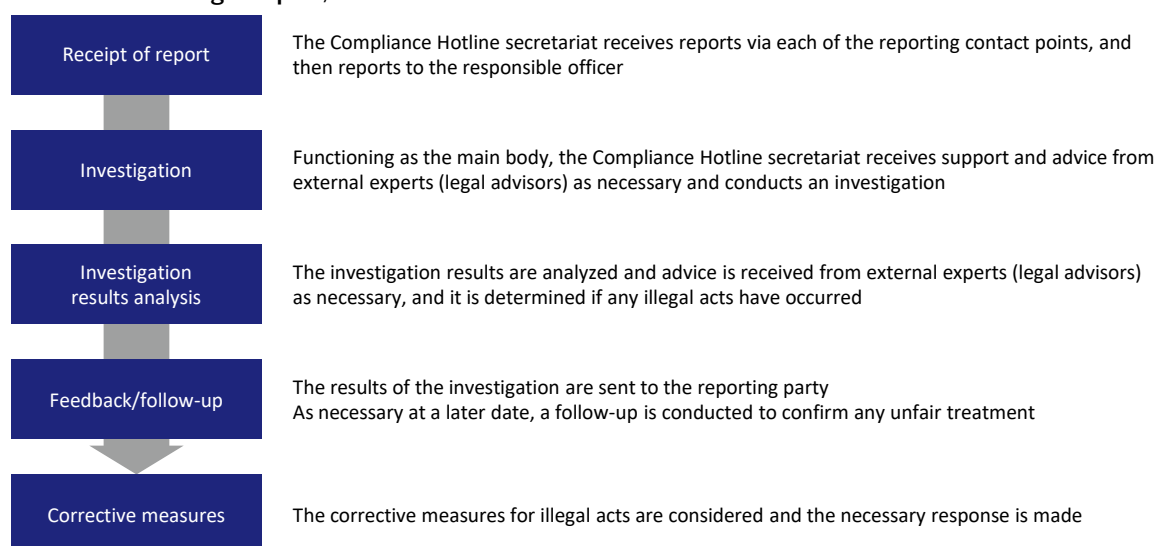 Receipt of report
The Compliance Hotline secretariat receives reports via each of the reporting contact points, and
then reports to the responsible officer
Investigation
Functioning as the main body, the Compliance Hotline secretariat receives support and advice from
external experts (legal advisors) as necessary and conducts an investigation
Investigation
results analysis
The investigation results are analyzed and advice is received from external experts (legal advisors)
as necessary, and it is determined if any illegal acts have occurred
Feedback/follow-up
The results of the investigation are sent to the reporting party
As necessary at a later date, a follow-up is conducted to confirm any unfair treatment
Corrective measures
The corrective measures for illegal acts are considered and the necessary response is made